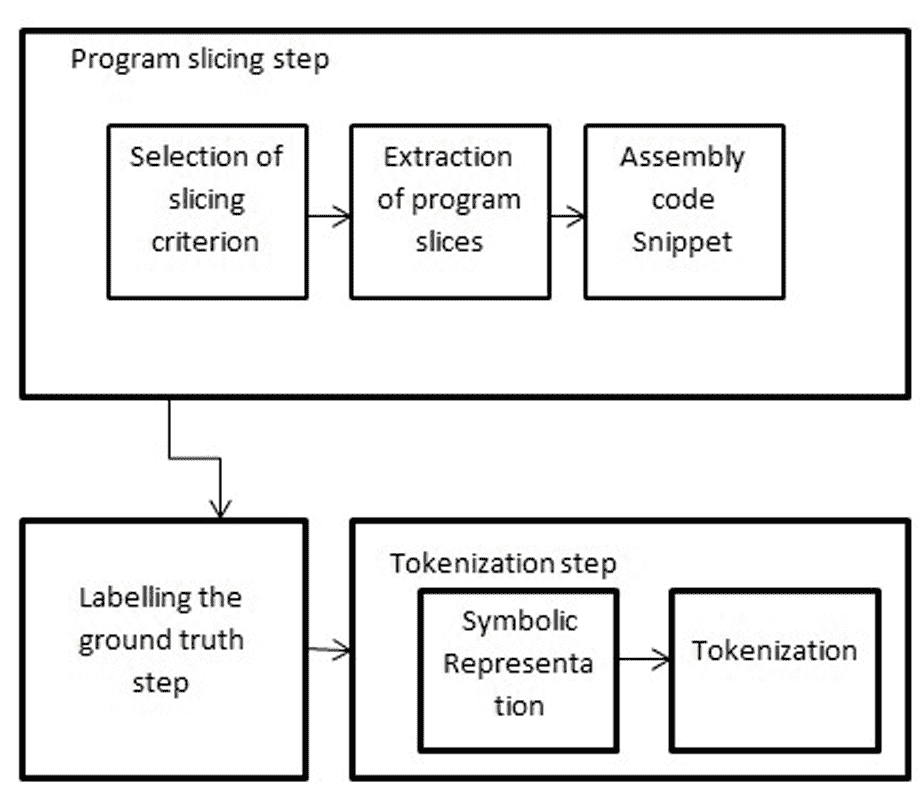 Program slicing step
Selection of
slicing
criterion
Extraction
of program
slices
Assembly
code
Snippet
Labelling the
ground truth
step
Tokenization step
Symbolic
Representa
tion
Tokenization